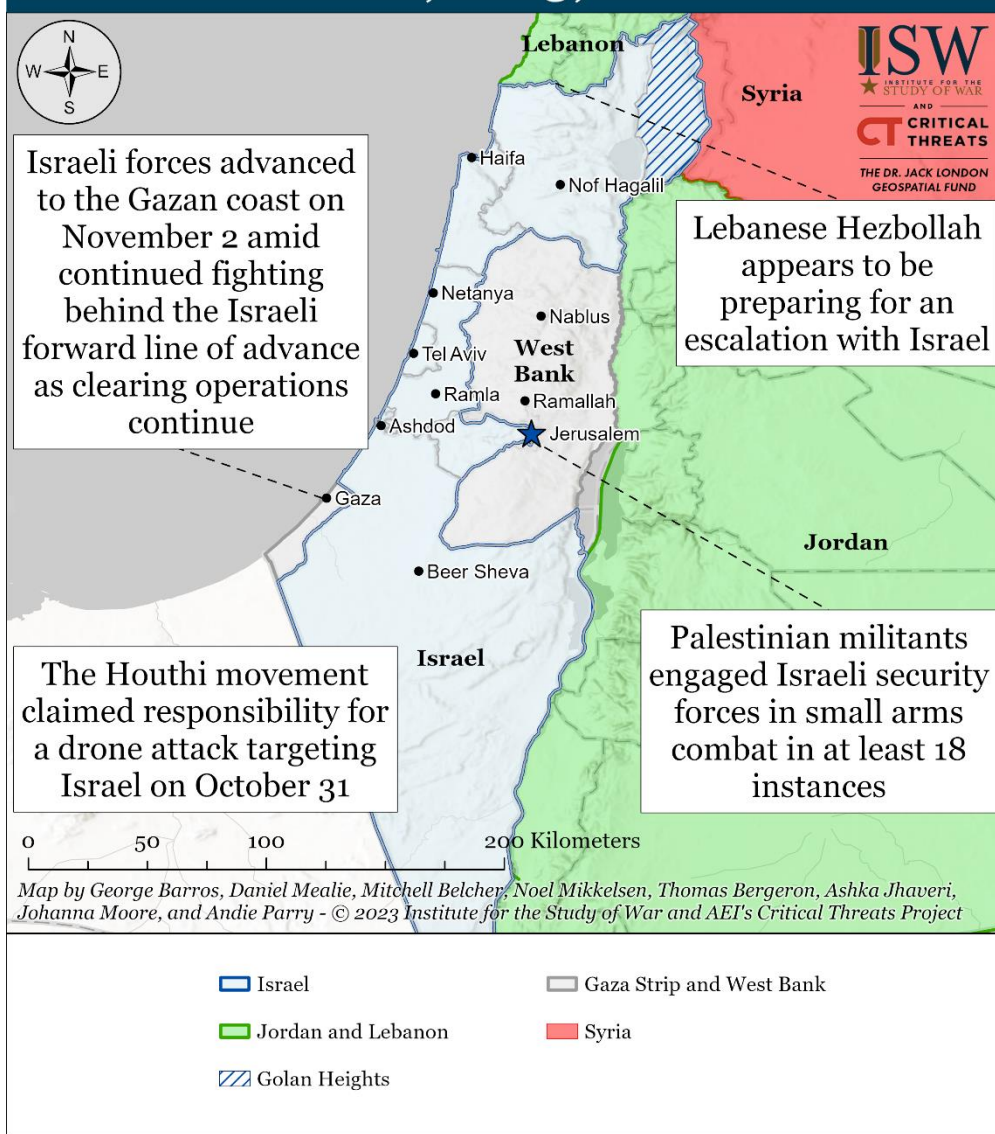 N
W E
S
Lebanon
Syria
ISW
INSTITUTE FOR THE
STUDY OF WAR
AND
CT CRITICAL
THREATS
THE DR. JACK LONDON
GEOSPATIAL FUND
Israeli forces advanced
to the Gazan coast on
November 2 amid
continued fighting
behind the Israeli
forward line of advance
as clearing operations
continue
Haifa
Nof Hagalil
Lebanese Hezbollah
appears to be
preparing for an
escalation with Israel
Netanya
Nablus
Tel Aviv
West
Bank
Ramla
Ramallah
Ashdod
Jerusalem
Gaza
Jordan
Beer Sheva
Israel
The Houthi movement
claimed responsibility for
a drone attack targeting
Israel on October 31
Palestinian militants
engaged Israeli security
forces in small arms
combat in at least 18
instances
0 50 100 200 Kilometers
Map by George Barros, Daniel Mealie, Mitchell Belcher, Noel Mikkelsen, Thomas Bergeron, Ashka Jhaveri,
Johanna Moore, and Andie Parry - © 2023 Institute for the Study of War and AEI's Critical Threats Project
Israel
Gaza Strip and West Bank
Jordan and Lebanon
Syria
Golan Heights